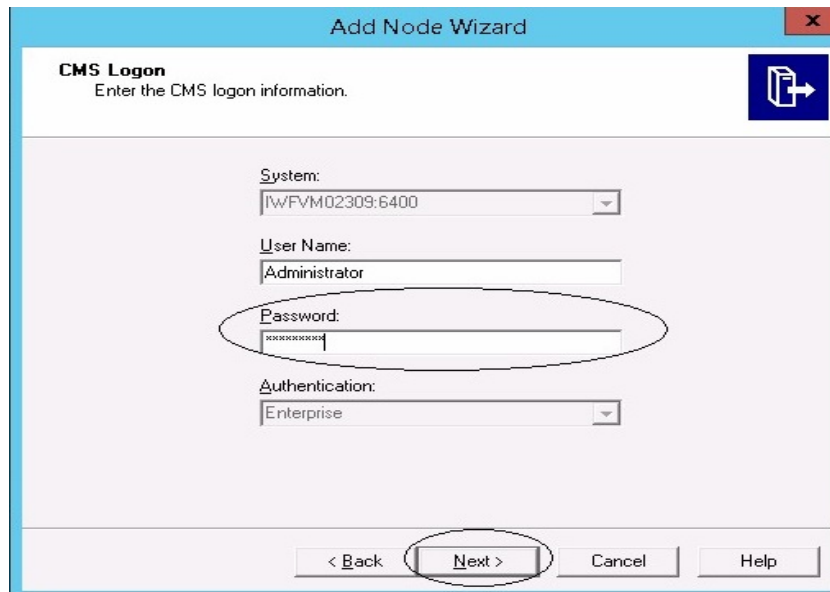 Add Node Wizard
x
CMS Logon
Enter the CMS logon information.
System:
IWFVM02309:6400
User Name:
Administrator
Password:
*********
Authentication:
Enterprise
< Back Next > Cancel Help